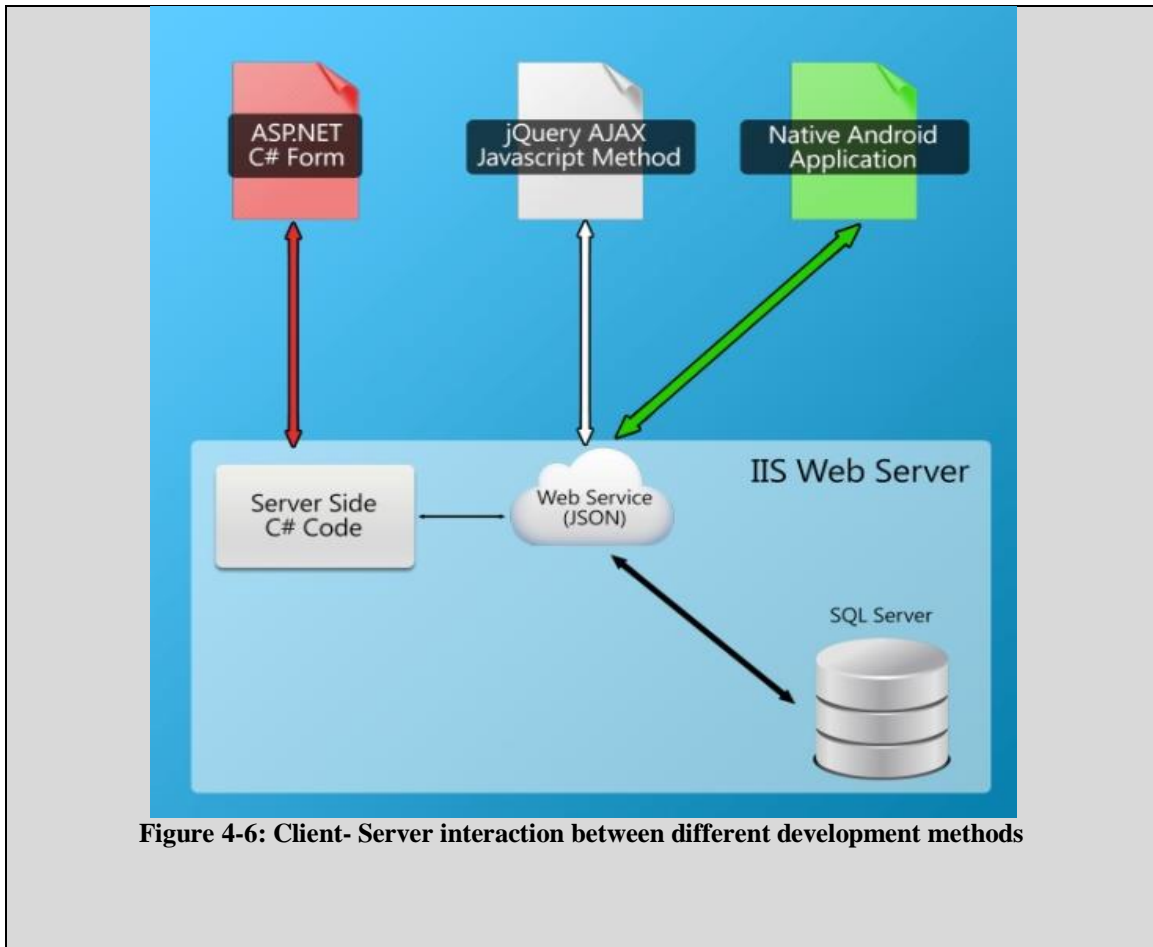 ASP.NET
C# Form
jQuery AJAX
Javascript Method
Native Android
Application
IIS Web Server
Server Side
C# Code
Web Service
(JSON)
SQL Server
Figure 4-6: Client- Server interaction between different development methods